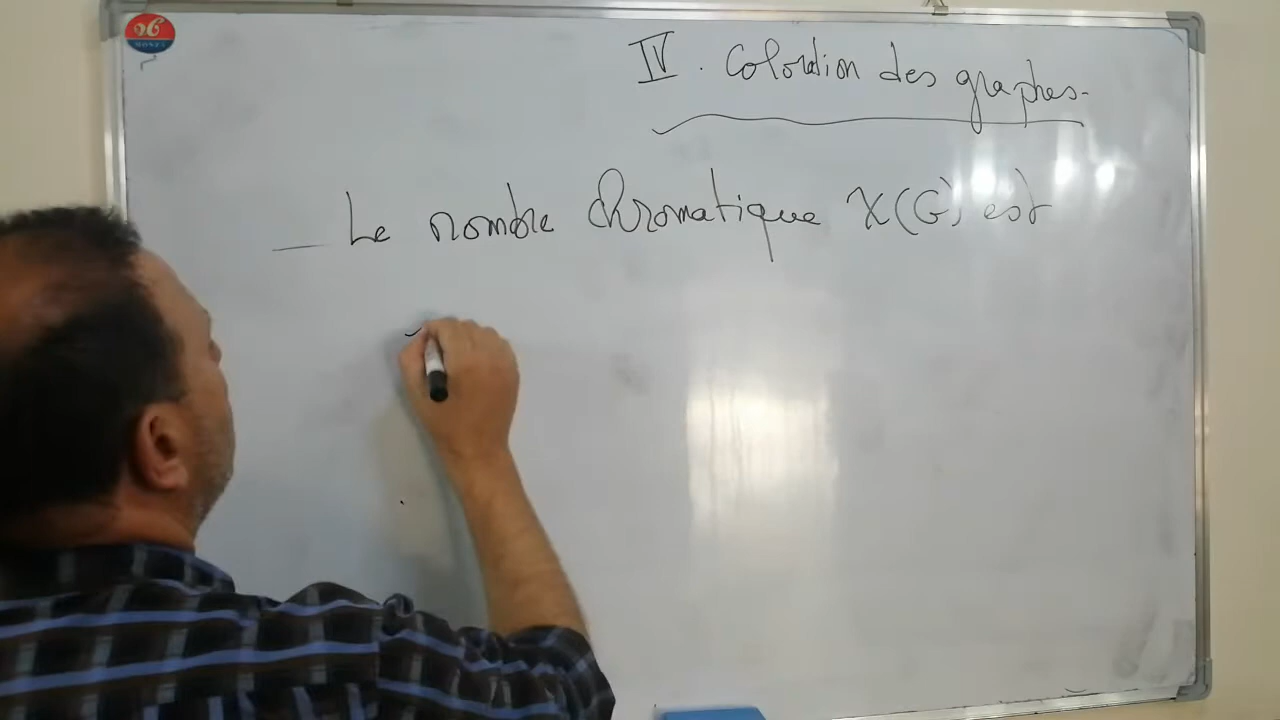 IV. Coloration des graphes.
— Le nombre chromatique χ(G) est